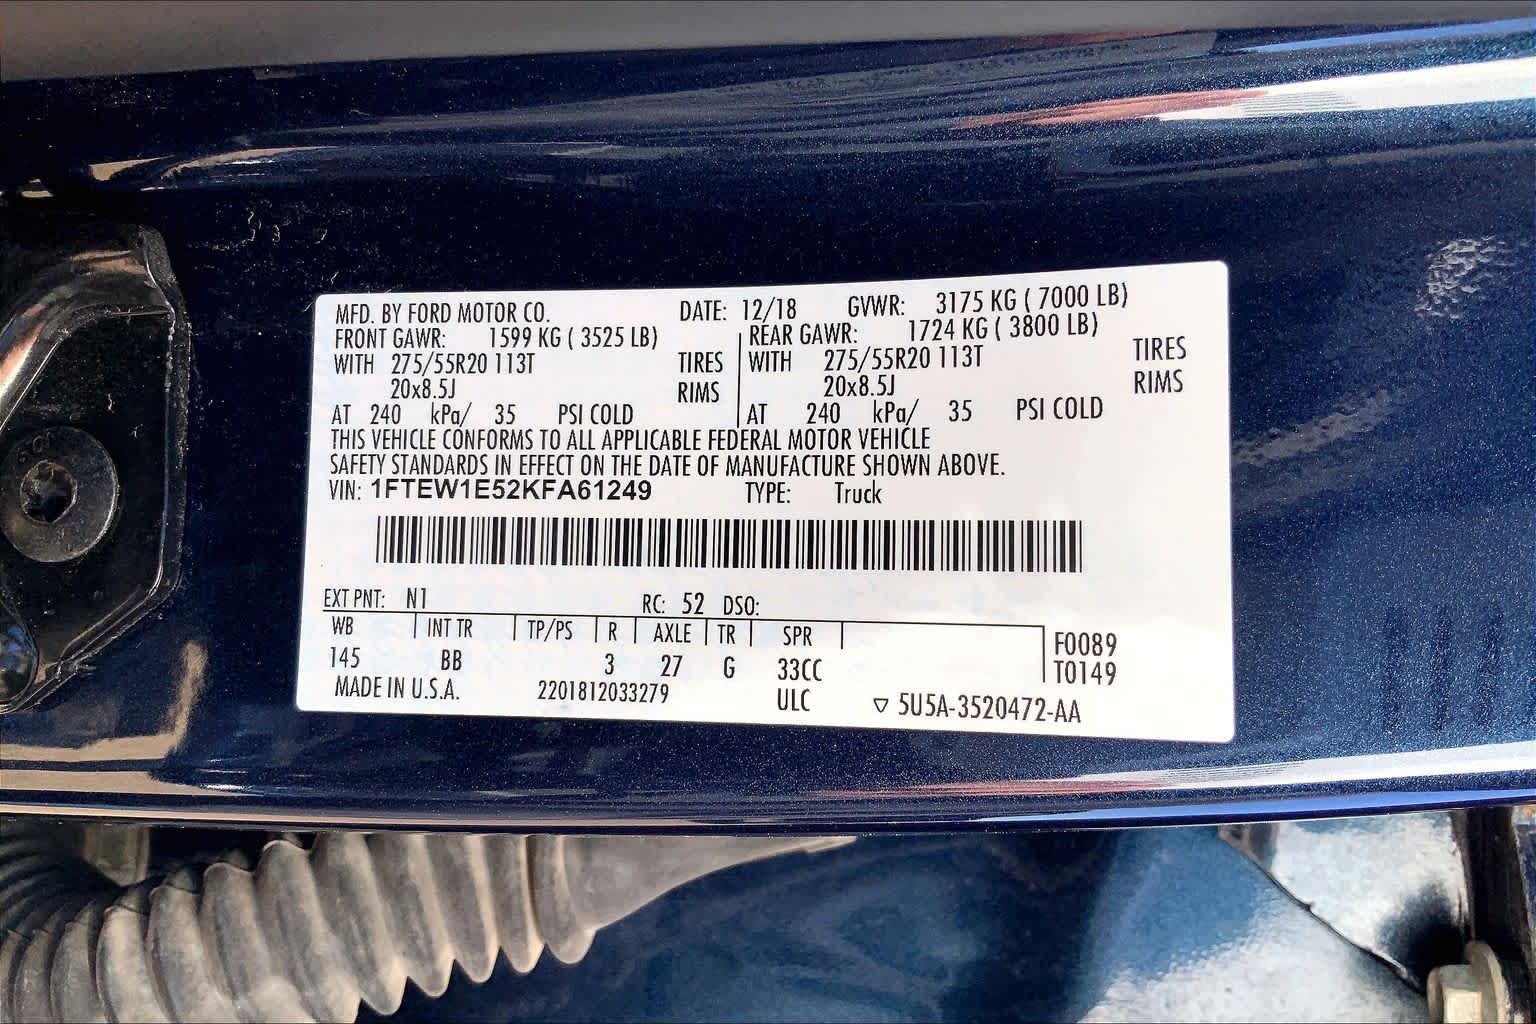 MFD. BY FORD MOTOR CO. DATE: 12/18 GVWR: 3175 KG ( 7000 LB)
FRONT GAWR: 1599 KG ( 3525 LB) REAR GAWR: 1724 KG ( 3800 LB)
WITH 275/55R20 113T TIRES WITH 275/55R20 113T TIRES
20x8.5J RIMS 20x8.5J RIMS
AT 240 kPa/ 35 PSI COLD AT 240 kPa/ 35 PSI COLD
THIS VEHICLE CONFORMS TO ALL APPLICABLE FEDERAL MOTOR VEHICLE
SAFETY STANDARDS IN EFFECT ON THE DATE OF MANUFACTURE SHOWN ABOVE.
VIN: 1FTEW1E52KFA61249 TYPE: Truck
EXT PNT: N1 RC: 52 DSO:
WB INT TR TP/PS R AXLE TR SPR F0089
145 BB 3 27 G 33CC T0149
MADE IN U.S.A. 2201812033279 ULC ▽ 5U5A-3520472-AA